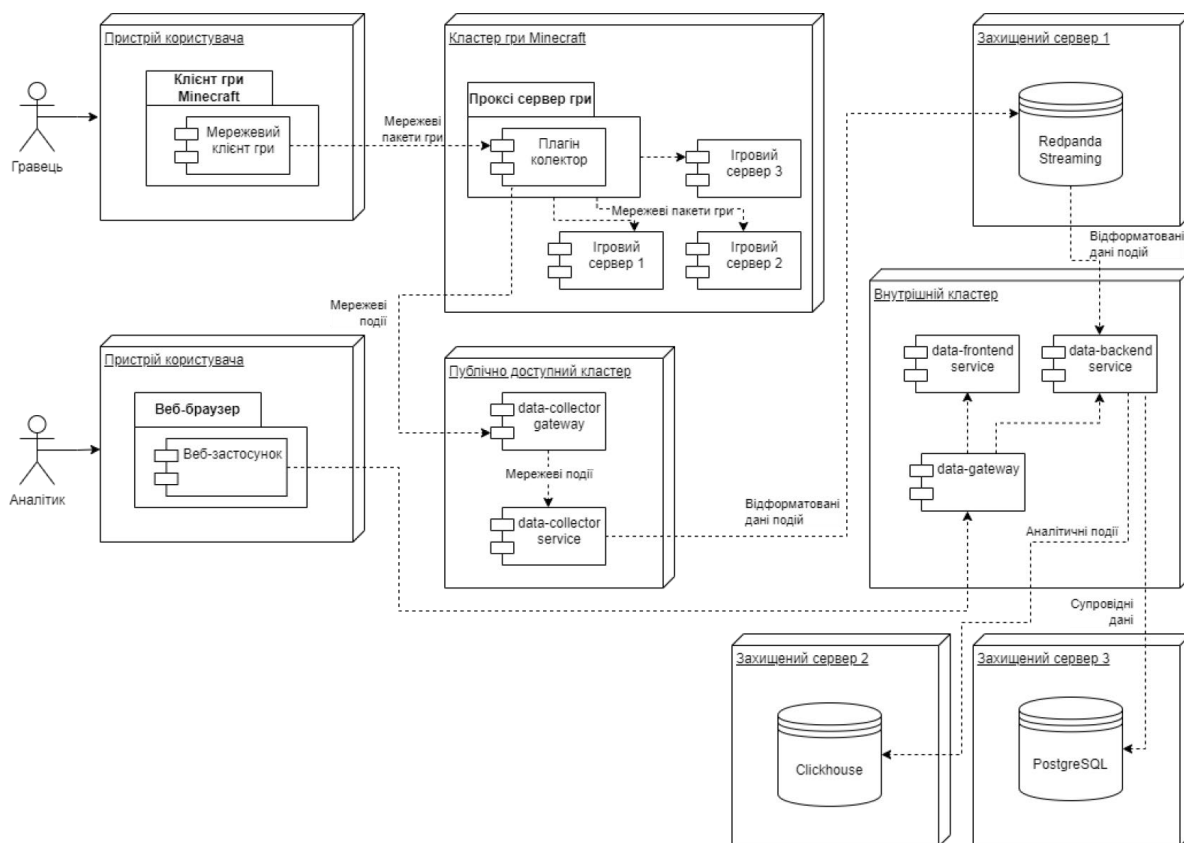 Пристрій користувача
Клієнт гри
Minecraft
Мережевий
клієнт гри
Гравець
Мережеві
пакети гри
Кластер гри Minecraft
Проксі сервер гри
Плагін
колектор
Ігровий
сервер 3
Мережеві пакети гри
Ігровий
сервер 1
Ігровий
сервер 2
Захищений сервер 1
Redpanda
Streaming
Відформатовані
дані подій
Мережеві
події
Пристрій користувача
Веб-браузер
Веб-застосунок
Аналітик
Публічно доступний кластер
data-collector
gateway
Мережеві події
data-collector
service
Відформатовані
дані подій
Внутрішній кластер
data-frontend
service
data-backend
service
data-gateway
Аналітичні події
Супровідні
дані
Захищений сервер 2
Clickhouse
Захищений сервер 3
PostgreSQL